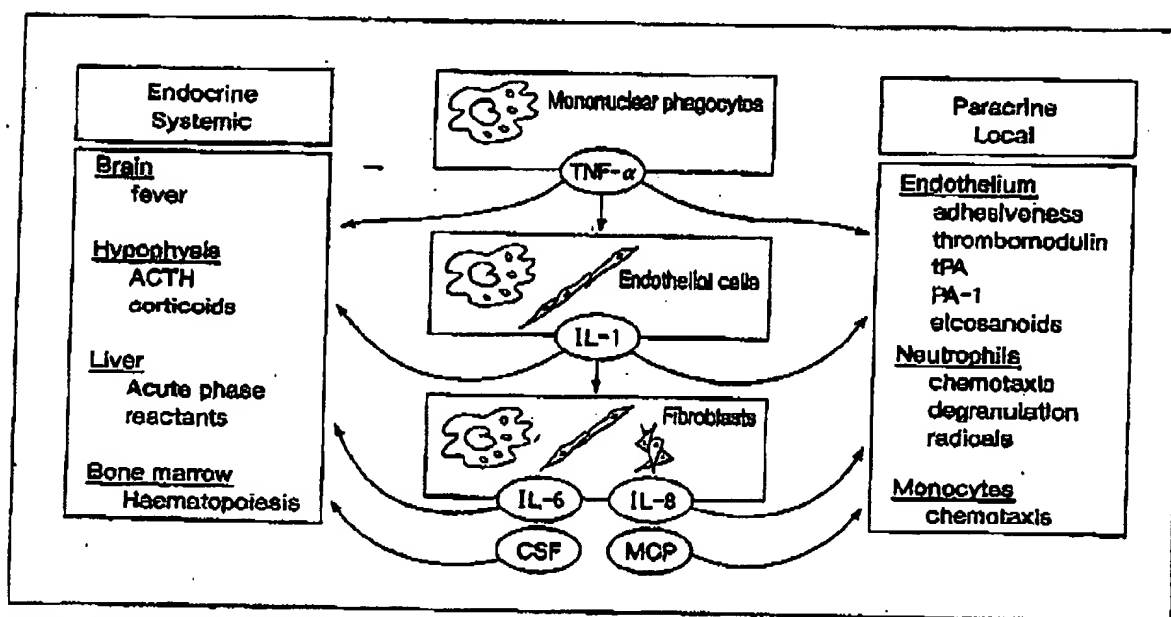 Endocrine
Systemic
Brain
fever
Hypophysis
ACTH
corticoids
Liver
Acute phase
reactants
Bone marrow
Haematopoiesis
Mononuclear phagocytos
TNF-α
Endothelial cells
IL-1
Fibroblasts
IL-6
IL-8
CSF
MCP
Paracrine
Local
Endothelium
adhesiveness
thrombomodulin
tPA
PA-1
elcosanoids
Neutrophils
chemotaxis
degranulation
radicals
Monocytes
chemotaxis